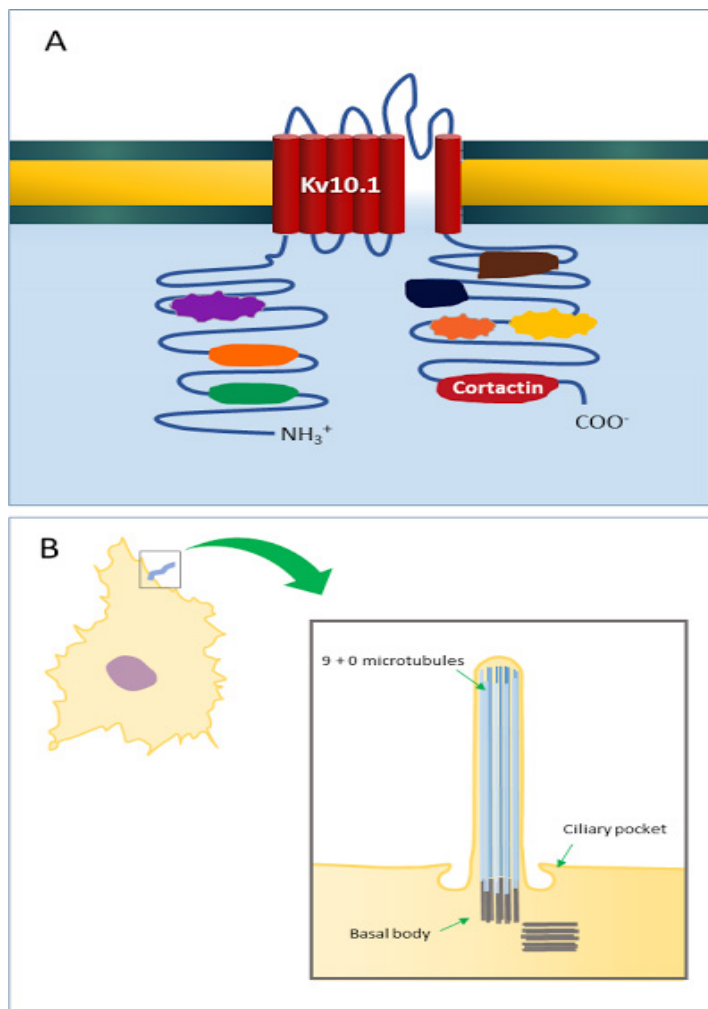 A
Kv10.1
Cortactin
NH₃⁺
COO⁻
B
9 + 0 microtubules
Ciliary pocket
Basal body